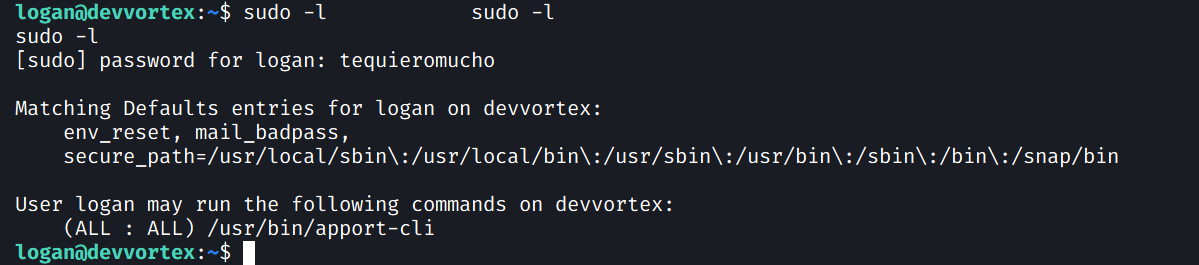 logan@devvortex:~$ sudo -l           sudo -l
sudo -l
[sudo] password for logan: tequieromucho

Matching Defaults entries for logan on devvortex:
    env_reset, mail_badpass,
    secure_path=/usr/local/sbin\:/usr/local/bin\:/usr/sbin\:/usr/bin\:/sbin\:/bin\:/snap/bin

User logan may run the following commands on devvortex:
    (ALL : ALL) /usr/bin/apport-cli
logan@devvortex:~$